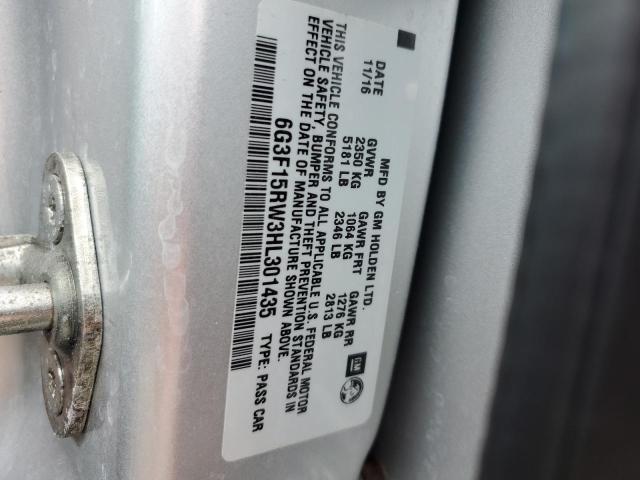 MFD BY GM HOLDEN LTD.
DATE GVWR GAWR FRT GAWR RR
11/16 2350 KG 1064 KG 1276 KG
5181 LB 2346 LB 2813 LB
THIS VEHICLE CONFORMS TO ALL APPLICABLE U.S. FEDERAL MOTOR
VEHICLE SAFETY, BUMPER AND THEFT PREVENTION STANDARDS IN
EFFECT ON THE DATE OF MANUFACTURE SHOWN ABOVE.
6G3F15RW3HL301435 TYPE: PASS CAR
GM